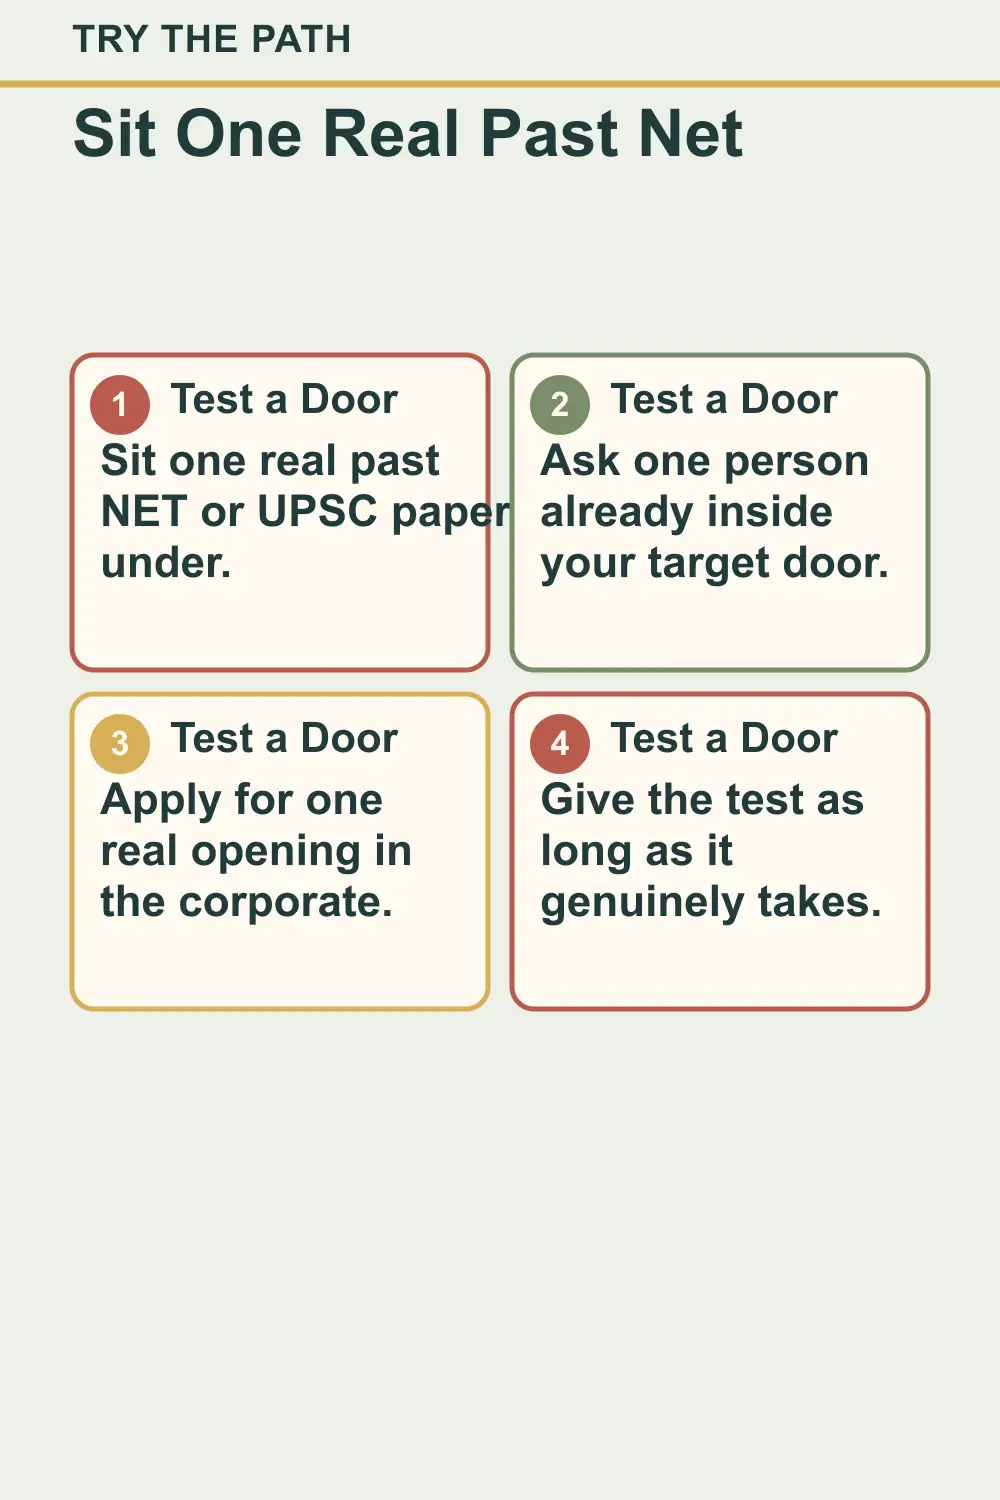 TRY THE PATH
Sit One Real Past Net
1 Test a Door
Sit one real past
NET or UPSC paper
under.
2 Test a Door
Ask one person
already inside
your target door.
3 Test a Door
Apply for one
real opening in
the corporate.
4 Test a Door
Give the test as
long as it
genuinely takes.